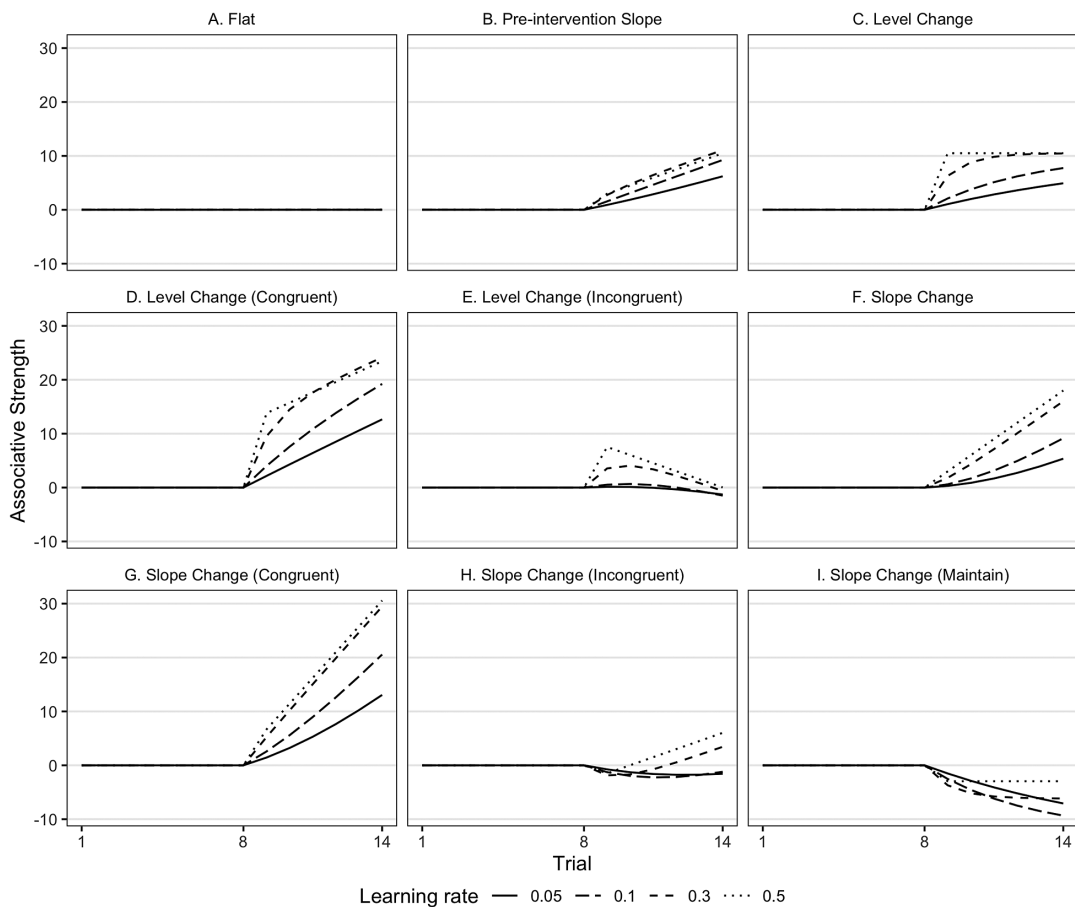 A. Flat
B. Pre-intervention Slope
C. Level Change
30
20
10
0
-10
D. Level Change (Congruent)
E. Level Change (Incongruent)
F. Slope Change
30
20
10
0
-10
G. Slope Change (Congruent)
H. Slope Change (Incongruent)
I. Slope Change (Maintain)
30
20
10
0
-10
Associative Strength
1 8 14
1 8 14
1 8 14
Trial
Learning rate 0.05 0.1 0.3 0.5